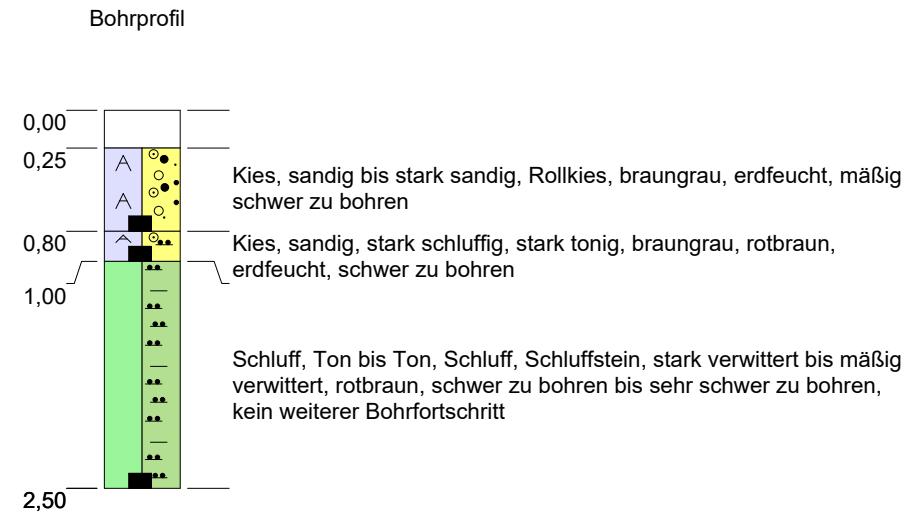 Bohrprofil
0,00
0,25
Kies, sandig bis stark sandig, Rollkies, braungrau, erdfeucht, mäßig
schwer zu bohren
0,80
Kies, sandig, stark schluffig, stark tonig, braungrau, rotbraun,
erdfeucht, schwer zu bohren
1,00
Schluff, Ton bis Ton, Schluff, Schluffstein, stark verwittert bis mäßig
verwittert, rotbraun, schwer zu bohren bis sehr schwer zu bohren,
kein weiterer Bohrfortschritt
2,50
A
A
A